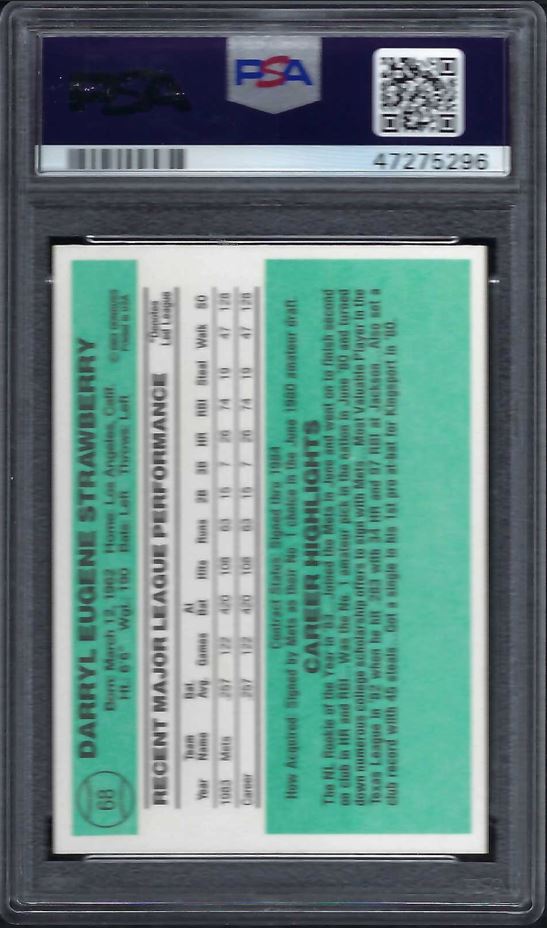 PSA
PSA
47275296
68
DARRYL EUGENE STRAWBERRY
Born March 12, 1962 Home Los Angeles, Calif.
Ht. 6'6" Wgt. 190 Bats Left Throws Left
Printed in USA
RECENT MAJOR LEAGUE PERFORMANCE
*Denotes
Led League
Year Team Name Bat. Avg. Games At Bat Hits Runs 2B 3B HR RBI Steal Walk SO
1983 Mets .257 122 420 108 63 15 7 26 74 19 47 128
Career .257 122 420 108 63 15 7 26 74 19 47 128
Contract Status: Signed thru 1984
How Acquired: Signed by Mets as their No. 1 choice in the June 1980 amateur draft.
CAREER HIGHLIGHTS
The NL Rookie of the Year in '83...Joined the Mets in June and went on to finish second
on club in HR and RBI...Was the No. 1 amateur pick in the nation in June '80 and turned
down numerous college scholarship offers to sign with Mets...Most Valuable Player in the
Texas League in '82 when he hit .283 with 34 HR and 97 RBI at Jackson. Also set a
club record with 45 steals...Got a single in his 1st pro at-bat for Kingsport in '80.
PSA